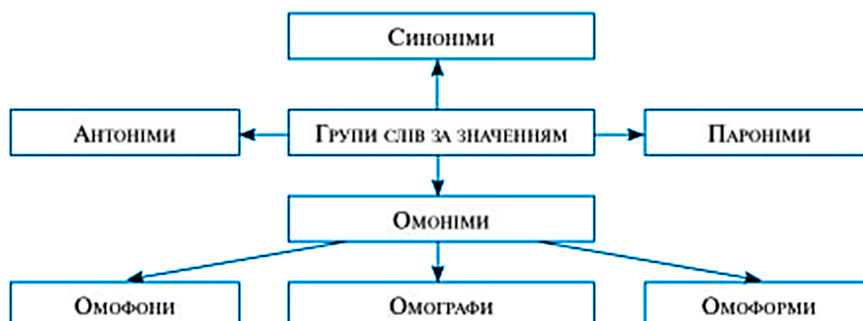 Синоніми
Антоніми
Групи слів за значенням
Пароніми
Омоніми
Омофони
Омографи
Омоформи